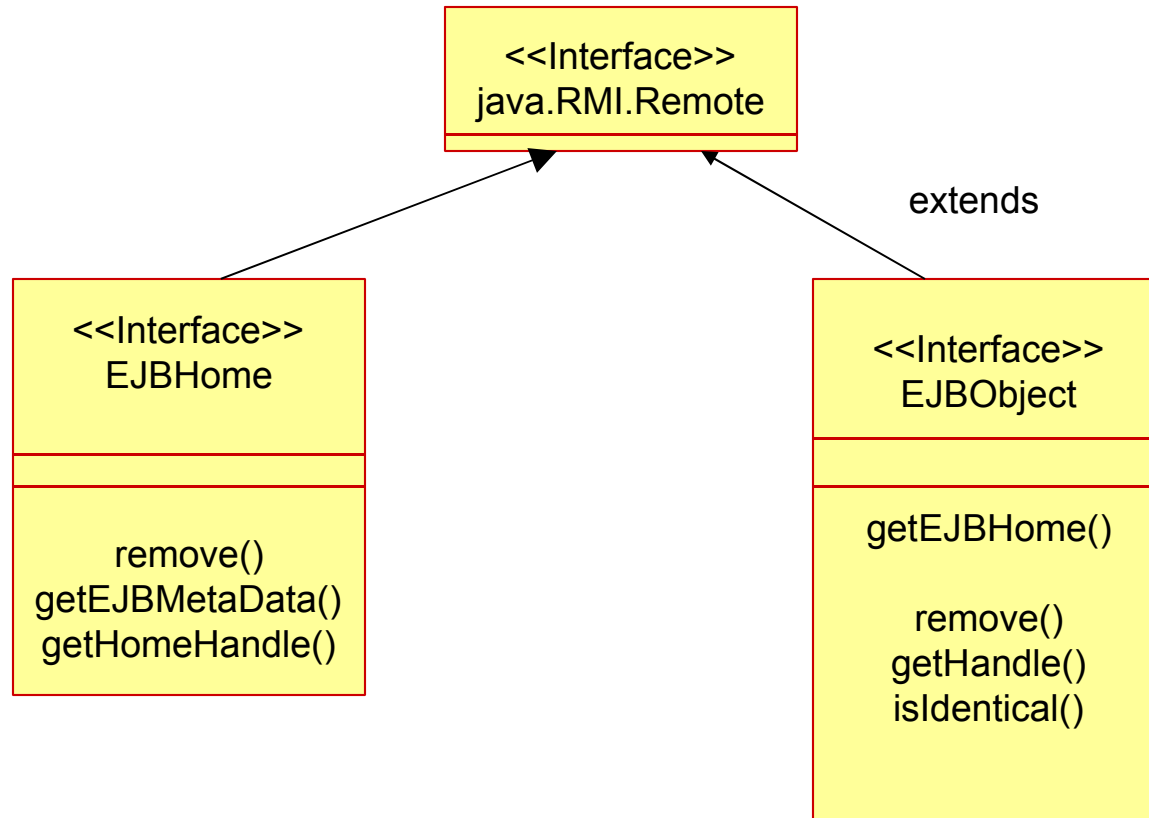 <<Interface>>
java.RMI.Remote
extends
<<Interface>>
EJBHome
remove()
getEJBMetaData()
getHomeHandle()
<<Interface>>
EJBObject
getEJBHome()
remove()
getHandle()
isIdentical()